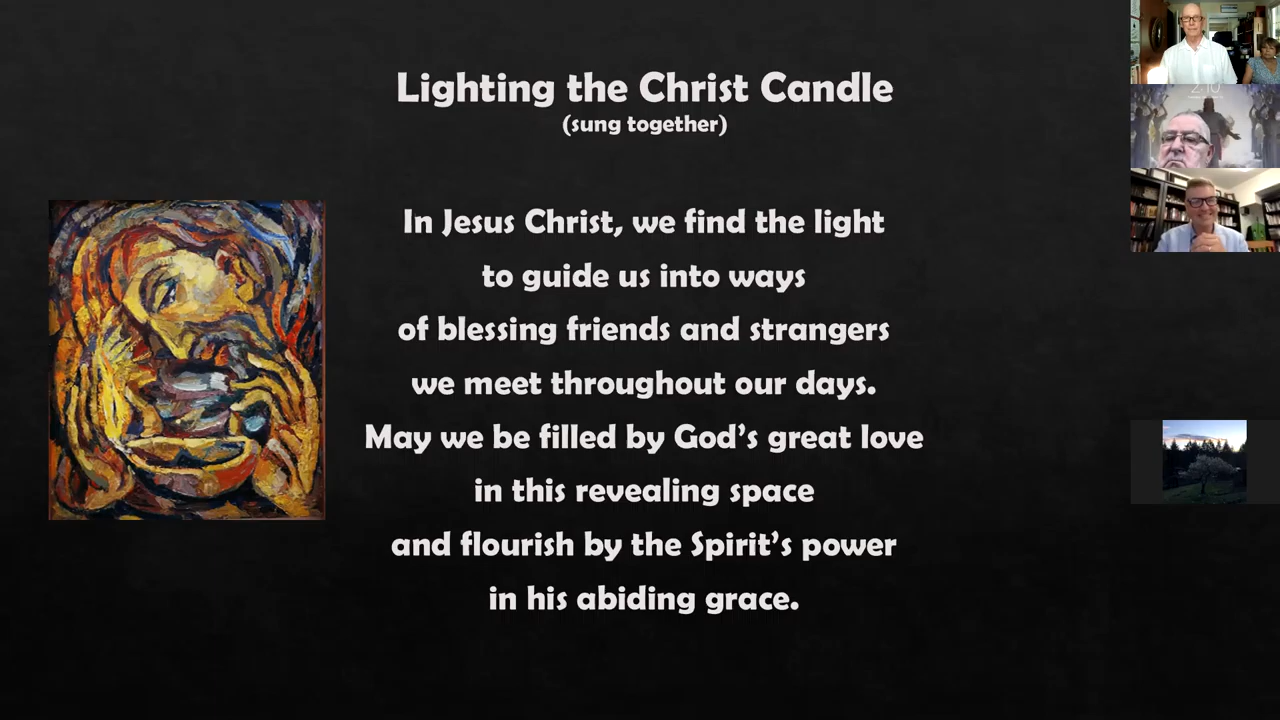 Lighting the Christ Candle
(sung together)
In Jesus Christ, we find the light
to guide us into ways
of blessing friends and strangers
we meet throughout our days.
May we be filled by God’s great love
in this revealing space
and flourish by the Spirit’s power
in his abiding grace.
2:10